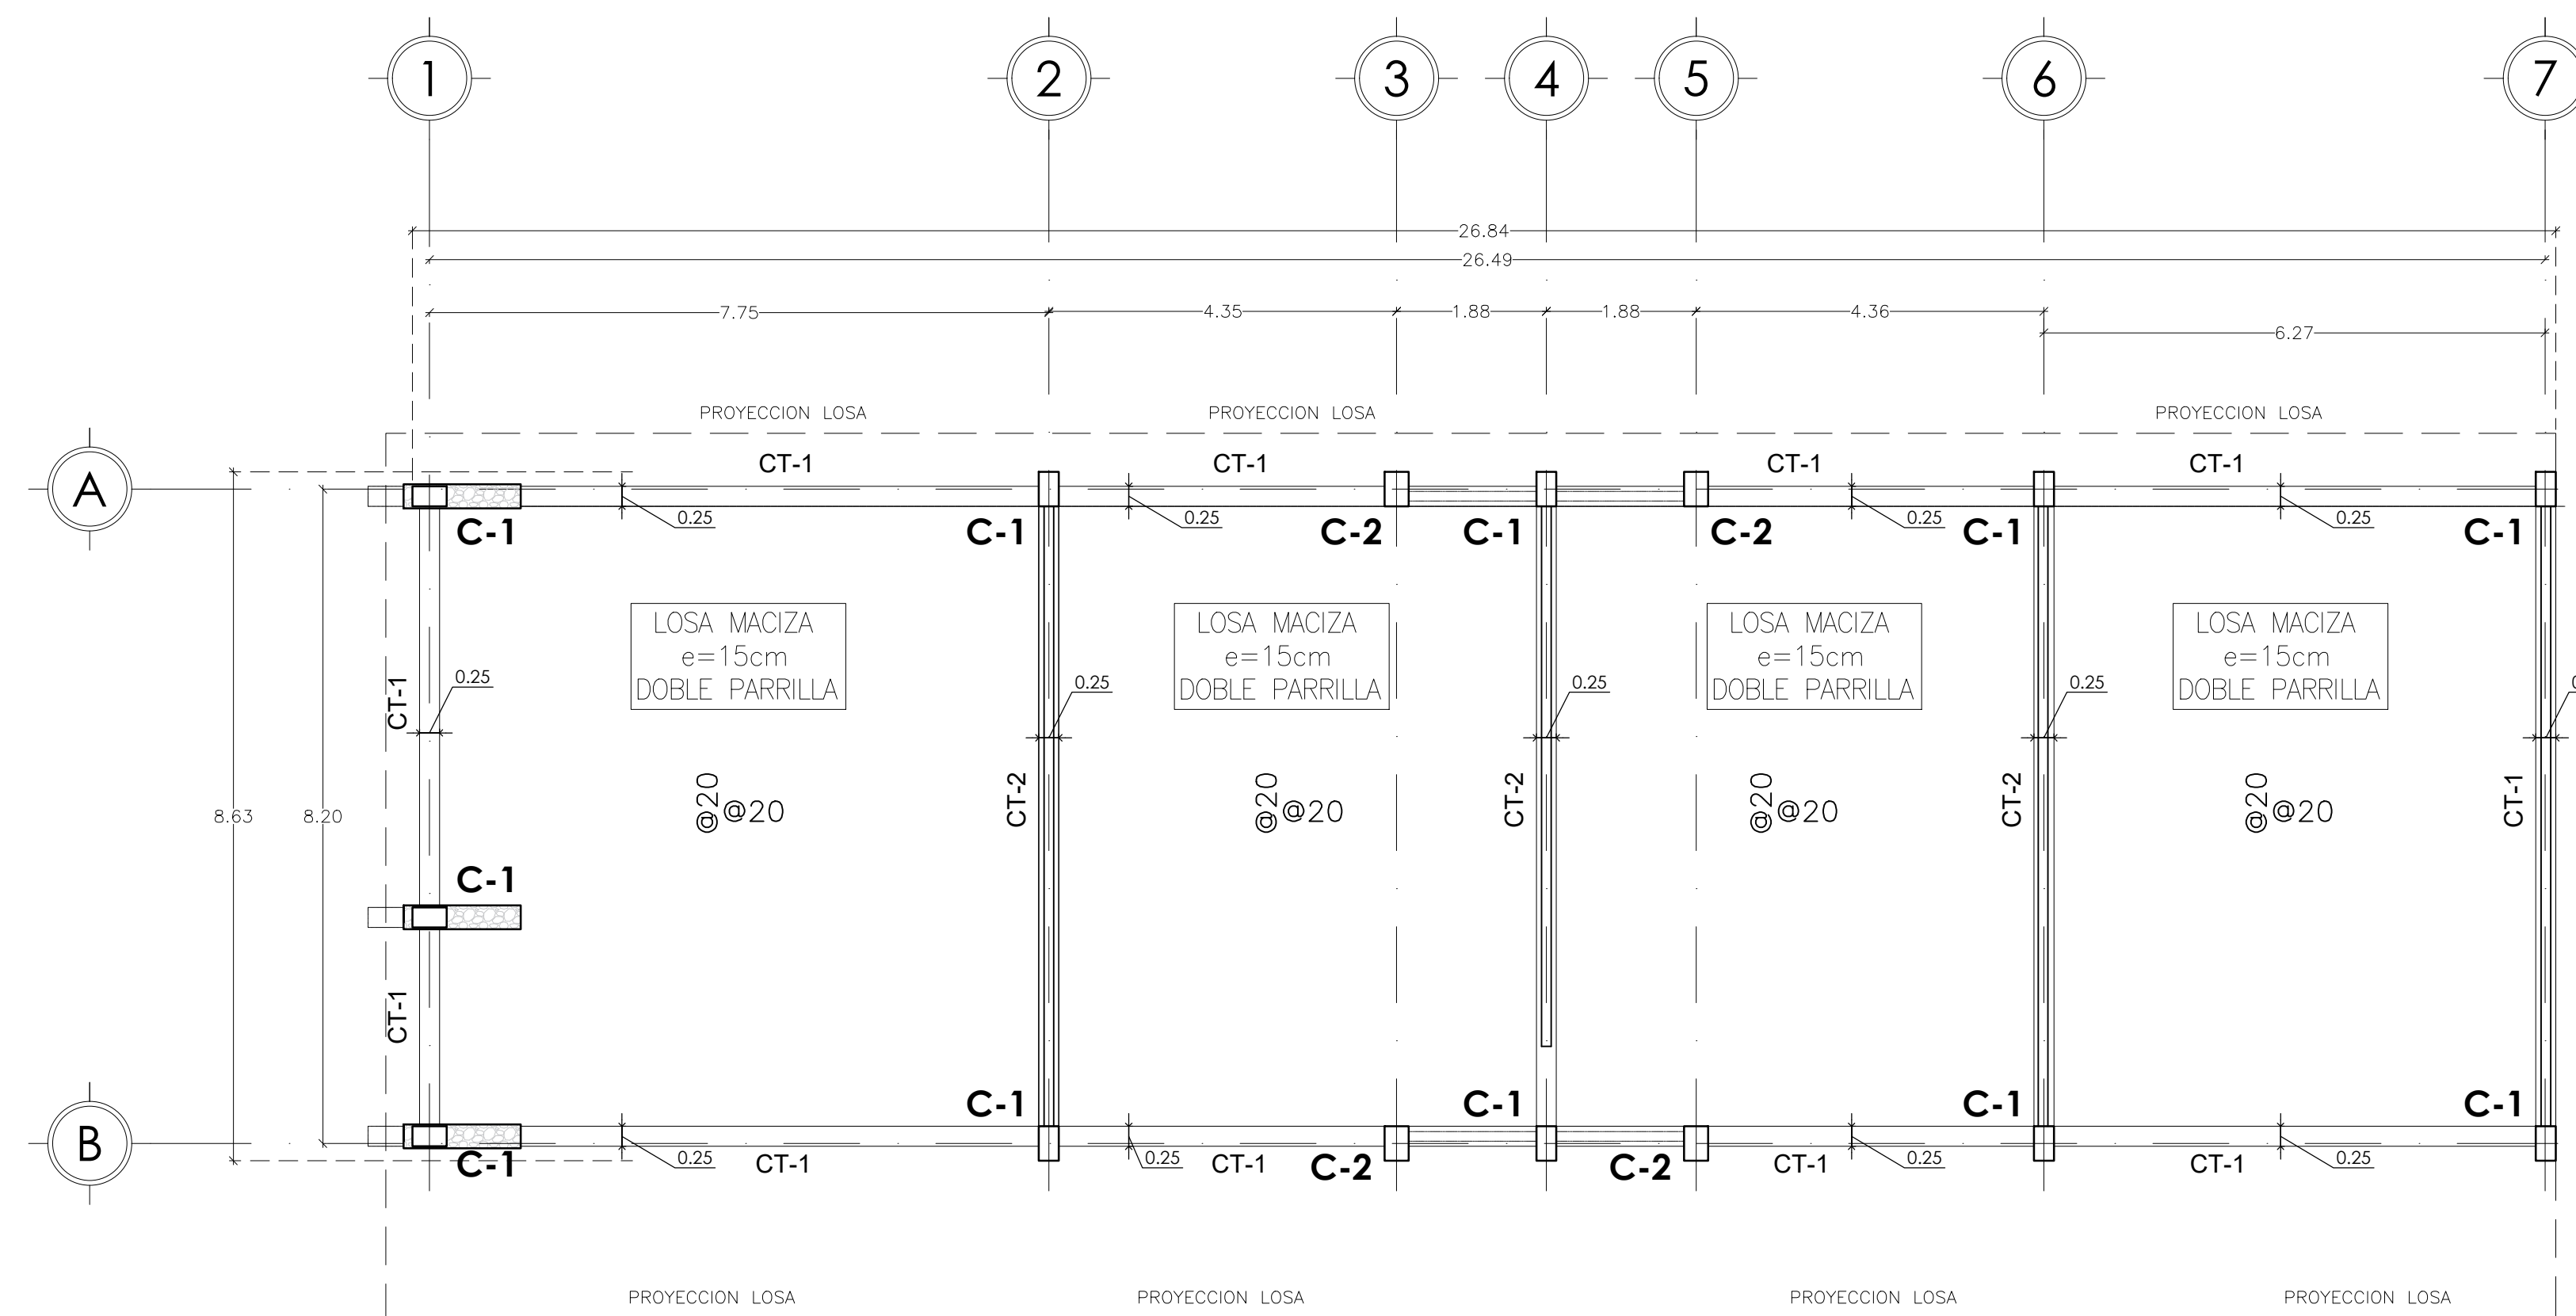 1 2 3 4 5 6 7
26.84
26.49
7.75 4.35 1.88 1.88 4.36
6.27
PROYECCION LOSA PROYECCION LOSA PROYECCION LOSA
CT-1 CT-1 CT-1 CT-1
A
0.25 0.25 0.25 0.25
C-1 C-1 C-2 C-1 C-2 C-1 C-1
LOSA MACIZA LOSA MACIZA LOSA MACIZA LOSA MACIZA
e=15cm e=15cm e=15cm e=15cm
DOBLE PARRILLA DOBLE PARRILLA DOBLE PARRILLA DOBLE PARRILLA
CT-1 0.25 0.25 0.25 0.25
8.63 8.20
@20 @20 CT-2 @20 @20 CT-2 @20 @20 CT-2 @20 @20 CT-1
C-1
CT-1
C-1 C-1 C-1 C-1
B
C-1 0.25 CT-1 0.25 CT-1 C-2 C-2 CT-1 0.25 CT-1 0.25
PROYECCION LOSA PROYECCION LOSA PROYECCION LOSA PROYECCION LOSA